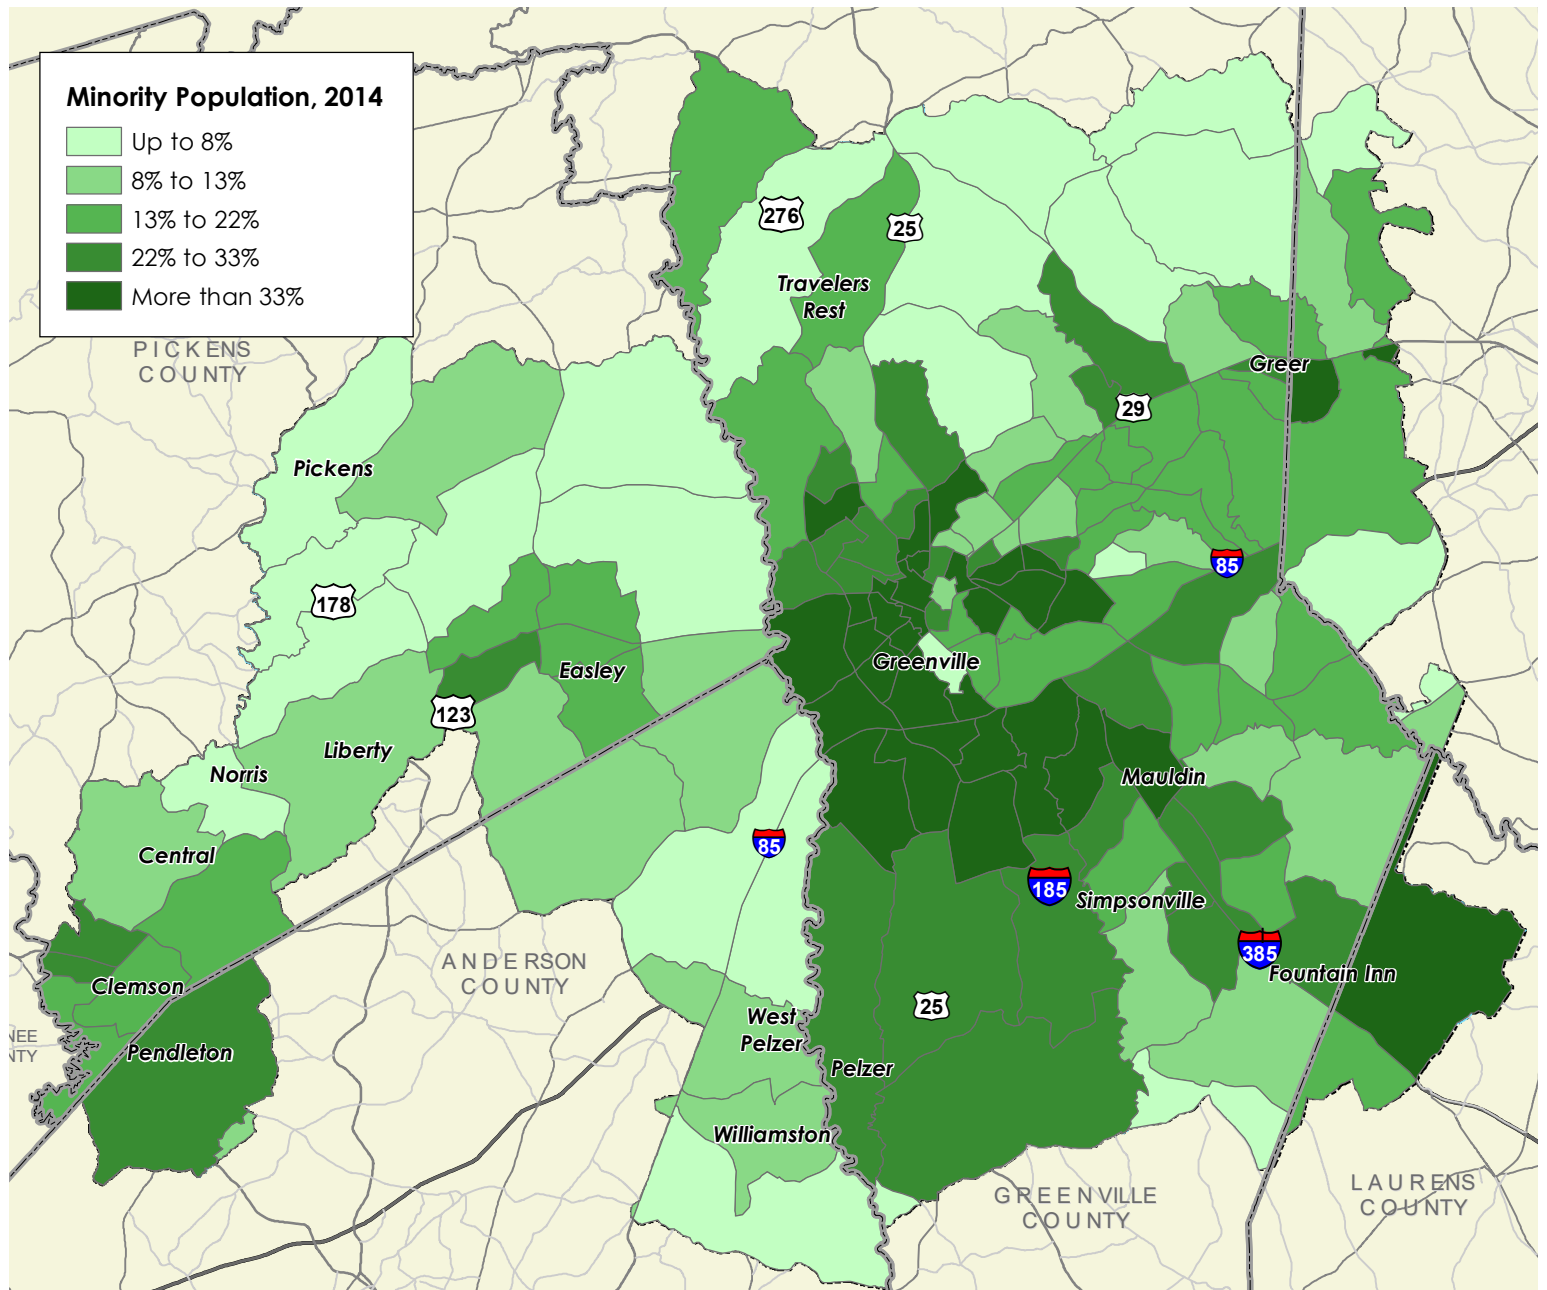 Minority Population, 2014
Up to 8%
8% to 13%
13% to 22%
22% to 33%
More than 33%
PICKENS
COUNTY
276
25
Travelers
Rest
Greer
29
Pickens
178
85
Easley
Greenville
123
Liberty
Norris
Mauldin
Central
85
185
Simpsonville
385
Fountain Inn
ANDERSON
COUNTY
Clemson
25
West
Pelzer
NEE
NTY
Pendleton
Pelzer
Williamston
GREENVILLE
COUNTY
LAURENS
COUNTY